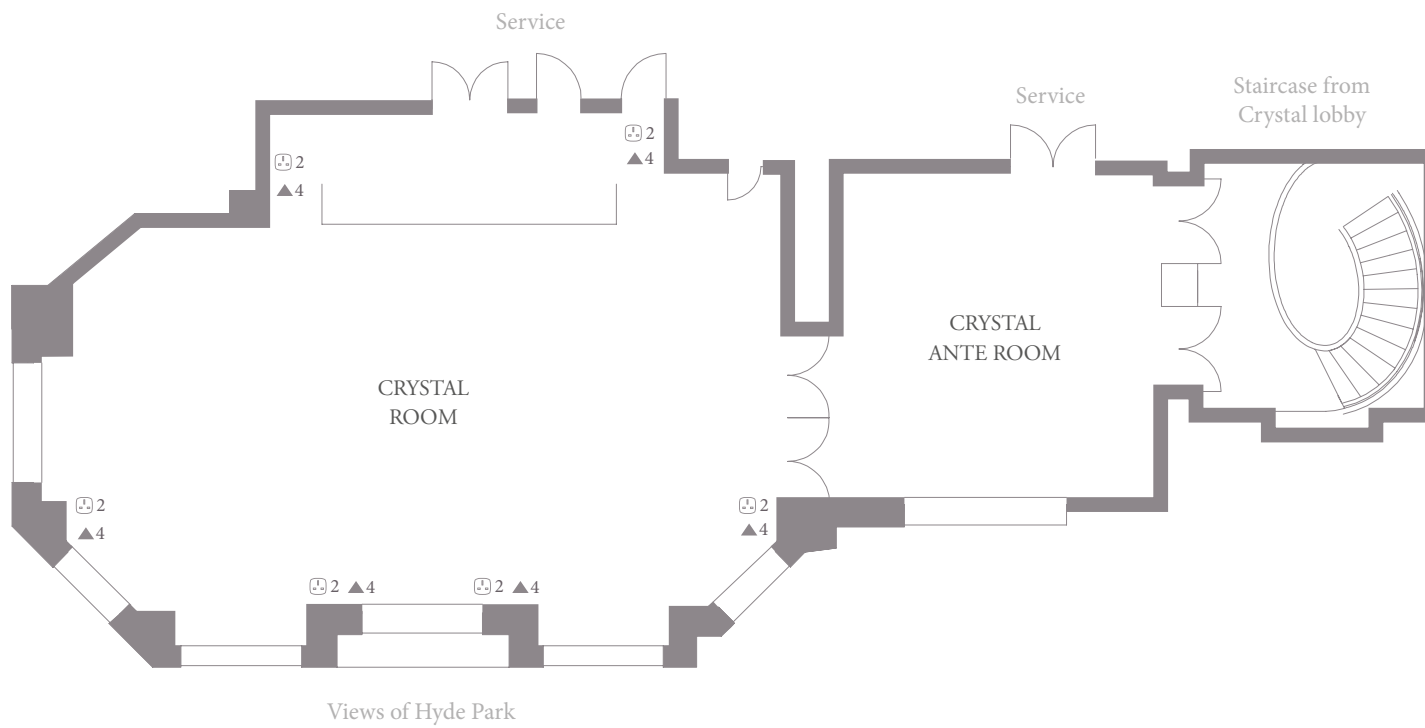 Service
Service
Staircase from
Crystal lobby
2
▲4
2
▲4
CRYSTAL
ANTE ROOM
CRYSTAL
ROOM
2
▲4
2
▲4
2 ▲4
2 ▲4
Views of Hyde Park